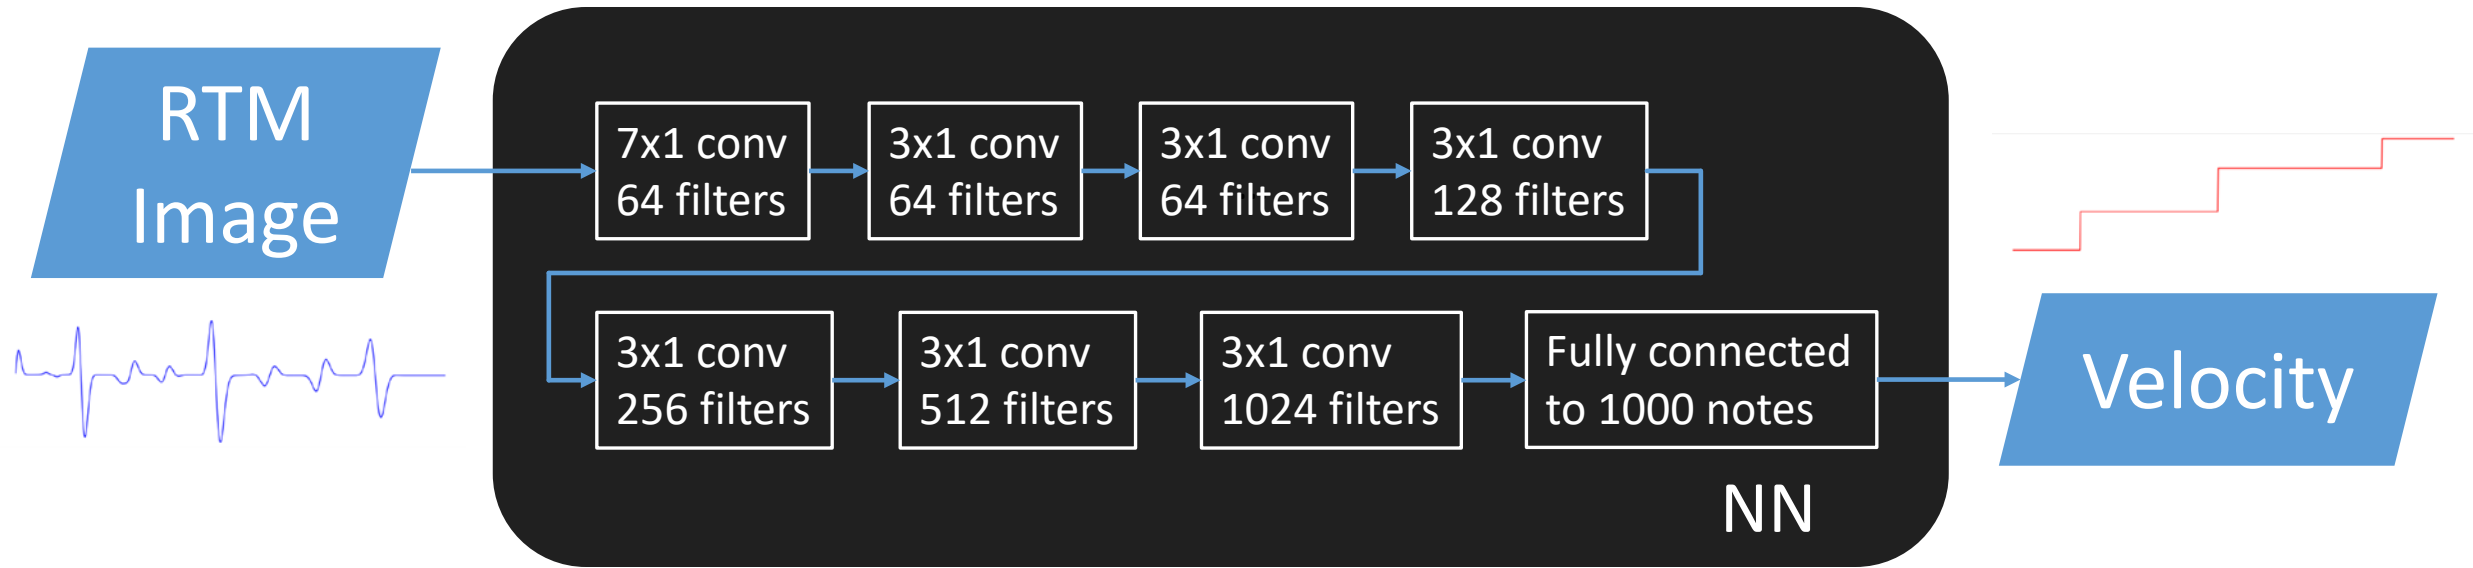 RTM
Image
7x1 conv
64 filters
3x1 conv
64 filters
3x1 conv
64 filters
3x1 conv
128 filters
3x1 conv
256 filters
3x1 conv
512 filters
3x1 conv
1024 filters
Fully connected
to 1000 notes
NN
Velocity